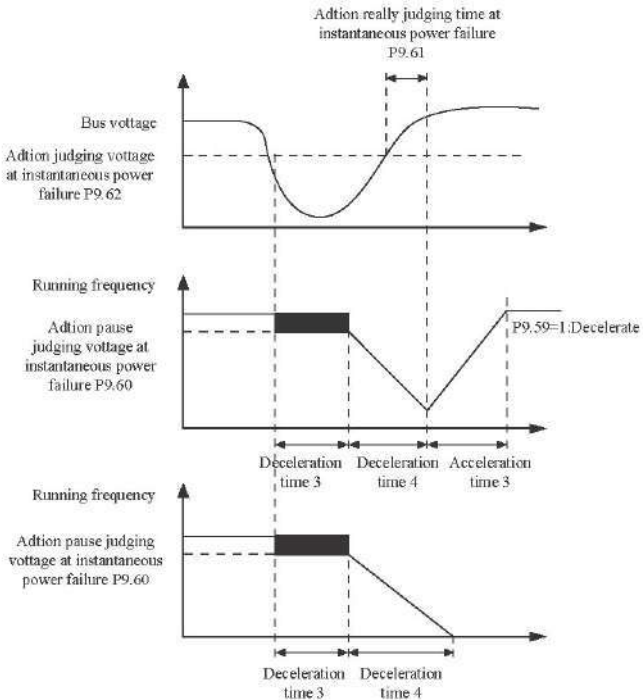 Adtion really judging time at
instantaneous power failure
P9.61
Bus vottage
Adtion judging vottage
at instantaneous power
failure P9.62
Running frequency
Adtion pause
judging vottage at
instantaneous power
failure P9.60
P9.59=1:Decelerate
Deceleration
time 3
Deceleration
time 4
Acceleration
time 3
Running frequency
Adtion pause judging
vottage at instantaneous
power failure P9.60
Deceleration
time 3
Deceleration
time 4